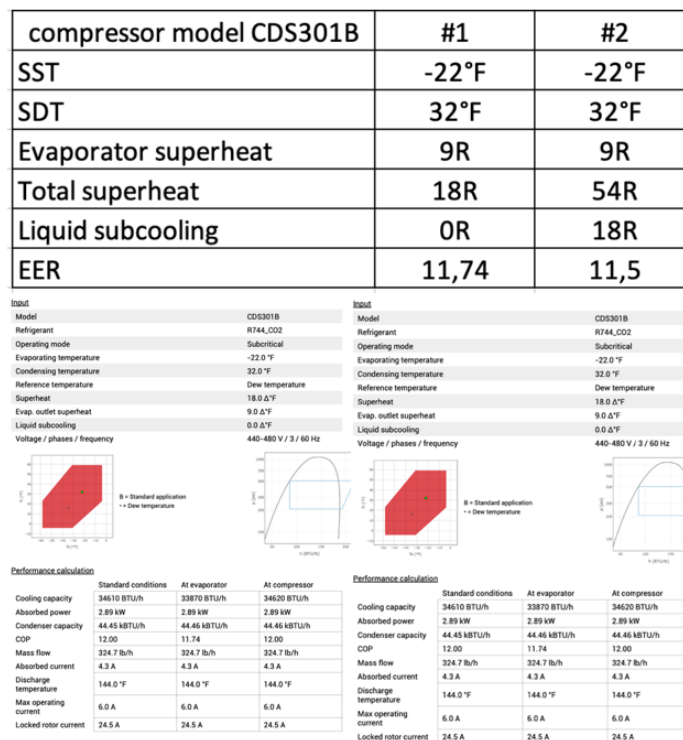 compressor model CDS301B #1 #2
SST -22°F -22°F
SDT 32°F 32°F
Evaporator superheat 9R 9R
Total superheat 18R 54R
Liquid subcooling 0R 18R
EER 11,74 11,5
Input
Model CDS301B
Refrigerant R744_CO2
Operating mode Subcritical
Evaporating temperature -22.0 °F
Condensing temperature 32.0 °F
Reference temperature Dew temperature
Superheat 18.0 Δ°F
Evap. outlet superheat 9.0 Δ°F
Liquid subcooling 0.0 Δ°F
Voltage / phases / frequency 440-480 V / 3 / 60 Hz
B = Standard application
• = Dew temperature
Performance calculation
Standard conditions At evaporator At compressor
Cooling capacity 34610 BTU/h 33870 BTU/h 34620 BTU/h
Absorbed power 2.89 kW 2.89 kW 2.89 kW
Condenser capacity 44.45 kBTU/h 44.46 kBTU/h 44.46 kBTU/h
COP 12.00 11.74 12.00
Mass flow 324.7 lb/h 324.7 lb/h 324.7 lb/h
Absorbed current 4.3 A 4.3 A 4.3 A
Discharge
temperature 144.0 °F 144.0 °F 144.0 °F
Max operating
current 6.0 A 6.0 A 6.0 A
Locked rotor current 24.5 A 24.5 A 24.5 A
Input
Model CDS301B
Refrigerant R744_CO2
Operating mode Subcritical
Evaporating temperature -22.0 °F
Condensing temperature 32.0 °F
Reference temperature Dew temperature
Superheat 18.0 Δ°F
Evap. outlet superheat 9.0 Δ°F
Liquid subcooling 0.0 Δ°F
Voltage / phases / frequency 440-480 V / 3 / 60 Hz
B = Standard application
• = Dew temperature
Performance calculation
Standard conditions At evaporator At compressor
Cooling capacity 34610 BTU/h 33870 BTU/h 34620 BTU/h
Absorbed power 2.89 kW 2.89 kW 2.89 kW
Condenser capacity 44.45 kBTU/h 44.46 kBTU/h 44.46 kBTU/h
COP 12.00 11.74 12.00
Mass flow 324.7 lb/h 324.7 lb/h 324.7 lb/h
Absorbed current 4.3 A 4.3 A 4.3 A
Discharge
temperature 144.0 °F 144.0 °F 144.0 °F
Max operating
current 6.0 A 6.0 A 6.0 A
Locked rotor current 24.5 A 24.5 A 24.5 A